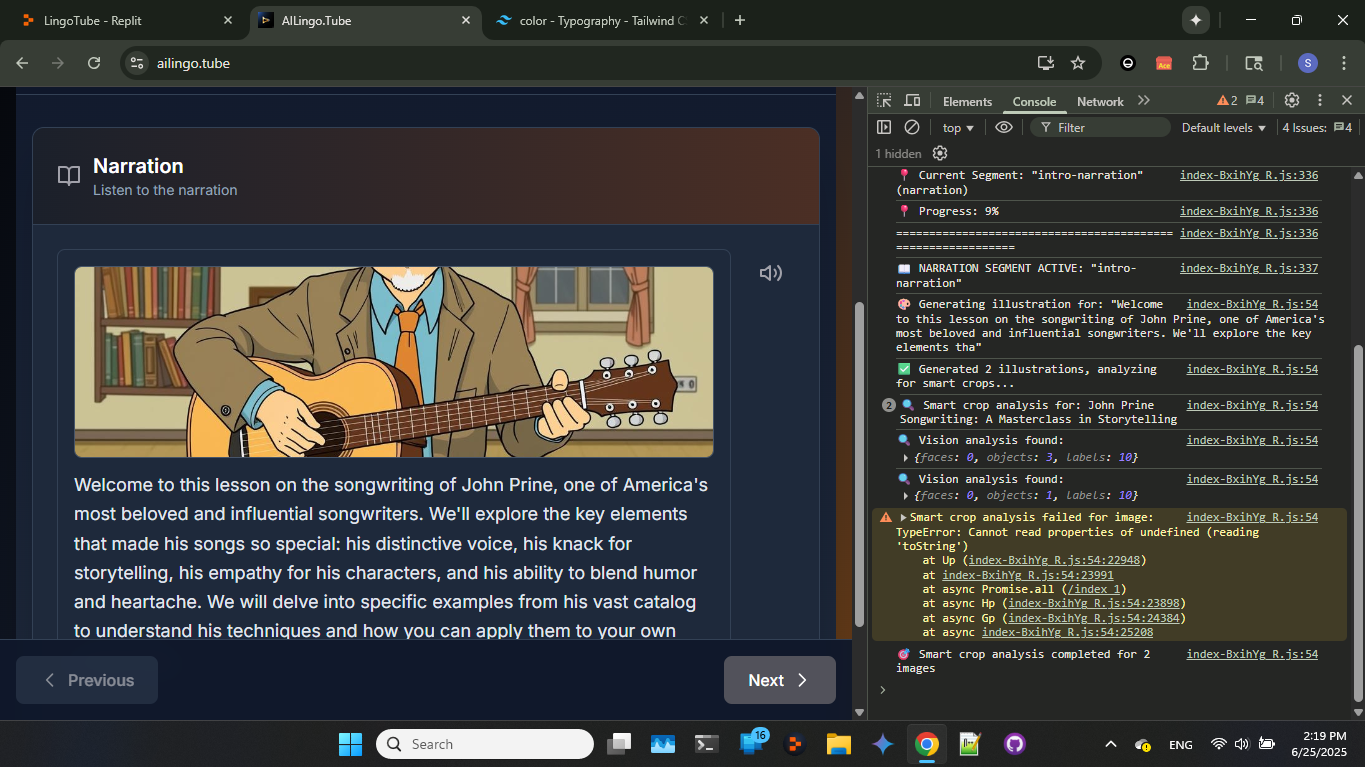 LingoTube - Replit
AILingo.Tube
color - Typography - Tailwind C
ailingo.tube
Ace
S
Narration
Listen to the narration
Welcome to this lesson on the songwriting of John Prine, one of America's
most beloved and influential songwriters. We'll explore the key elements
that made his songs so special: his distinctive voice, his knack for
storytelling, his empathy for his characters, and his ability to blend humor
and heartache. We will delve into specific examples from his vast catalog
to understand his techniques and how you can apply them to your own
Previous
Next
Elements
Console
Network
2
4
top
Filter
Default levels
4 Issues:
4
1 hidden
📍 Current Segment: "intro-narration" index-BxihYg_R.js:336
(narration)
📍 Progress: 9% index-BxihYg_R.js:336
========================================== index-BxihYg_R.js:336
==================
📖 NARRATION SEGMENT ACTIVE: "intro- index-BxihYg_R.js:337
narration"
🎨 Generating illustration for: "Welcome index-BxihYg_R.js:54
to this lesson on the songwriting of John Prine, one of America's
most beloved and influential songwriters. We'll explore the key
elements tha"
✅ Generated 2 illustrations, analyzing index-BxihYg_R.js:54
for smart crops...
2 🔍 Smart crop analysis for: John Prine index-BxihYg_R.js:54
Songwriting: A Masterclass in Storytelling
🔍 Vision analysis found: index-BxihYg_R.js:54
{faces: 0, objects: 3, labels: 10}
🔍 Vision analysis found: index-BxihYg_R.js:54
{faces: 0, objects: 1, labels: 10}
Smart crop analysis failed for image: index-BxihYg_R.js:54
TypeError: Cannot read properties of undefined (reading
'toString')
at Up (index-BxihYg_R.js:54:22948)
at index-BxihYg_R.js:54:23991
at async Promise.all (/index 1)
at async Hp (index-BxihYg_R.js:54:23898)
at async Gp (index-BxihYg_R.js:54:24384)
at async index-BxihYg_R.js:54:25208
🎯 Smart crop analysis completed for 2 index-BxihYg_R.js:54
images
Search
16
ENG
2:19 PM
6/25/2025